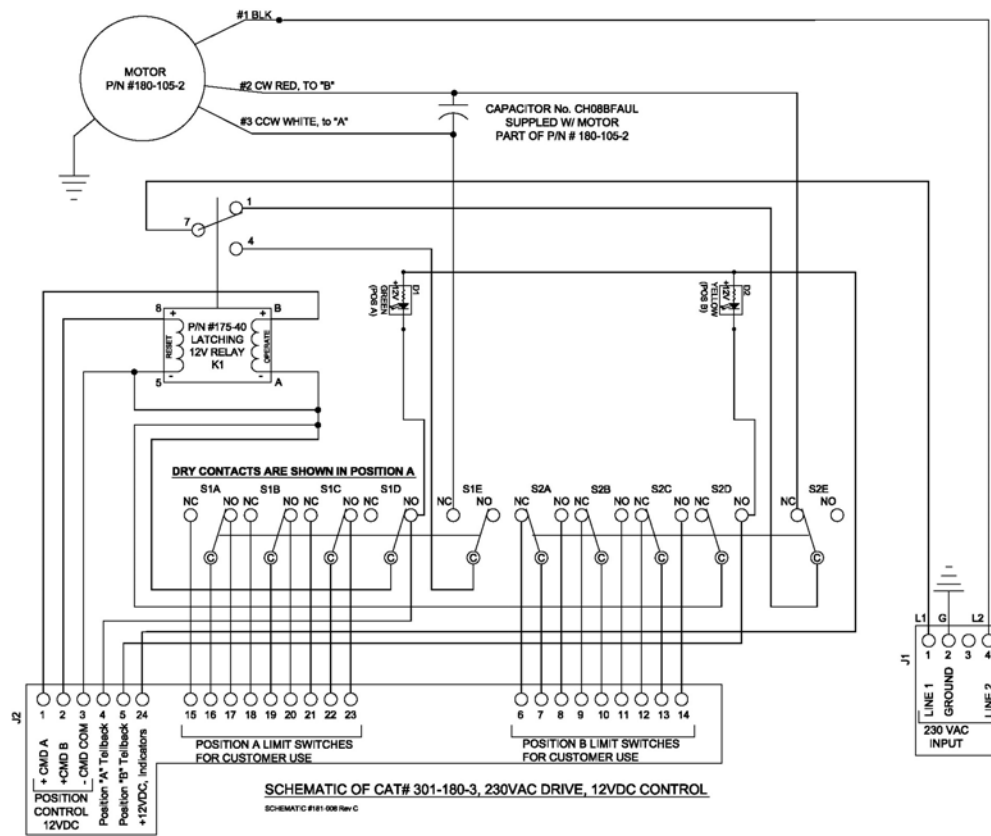 #1 BLK
MOTOR
P/N #180-105-2
#2 CW RED, TO "B"
#3 CCW WHITE, to "A"
CAPACITOR No. CH08BFAUL
SUPPLED W/ MOTOR
PART OF P/N # 180-105-2
1
7
4
D1
+12V
GREEN
(POS A)
D2
+12V
YELLOW
(POS B)
8 + + B
P/N #175-40
LATCHING
12V RELAY
K1
RESET
OPERATE
5 - - A
DRY CONTACTS ARE SHOWN IN POSITION A
S1A S1B S1C S1D S1E S2A S2B S2C S2D S2E
NC NO NC NO NC NO NC NO NC NO NC NO NC NO NC NO NC NO NC NO
C C C C C C C C C C
L1 G L2
J1
1 2 3 4
LINE 1
GROUND
LINE 2
230 VAC
INPUT
J2
1 2 3 4 5 24 15 16 17 18 19 20 21 22 23 6 7 8 9 10 11 12 13 14
+ CMD A
+CMD B
- CMD COM
Position "A" Tellback
Position "B" Tellback
+12VDC, Indicators
POSITION
CONTROL
12VDC
POSITION A LIMIT SWITCHES
FOR CUSTOMER USE
POSITION B LIMIT SWITCHES
FOR CUSTOMER USE
SCHEMATIC OF CAT# 301-180-3, 230VAC DRIVE, 12VDC CONTROL
SCHEMATIC #181-008 Rev C